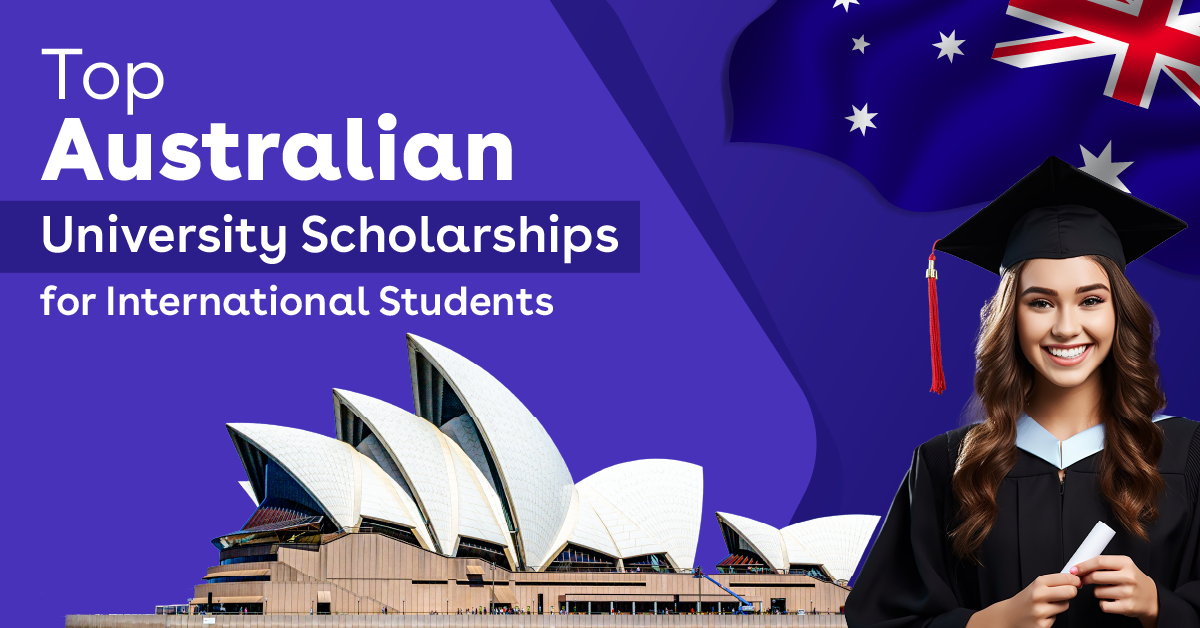 Top
Australian
University Scholarships
for International Students